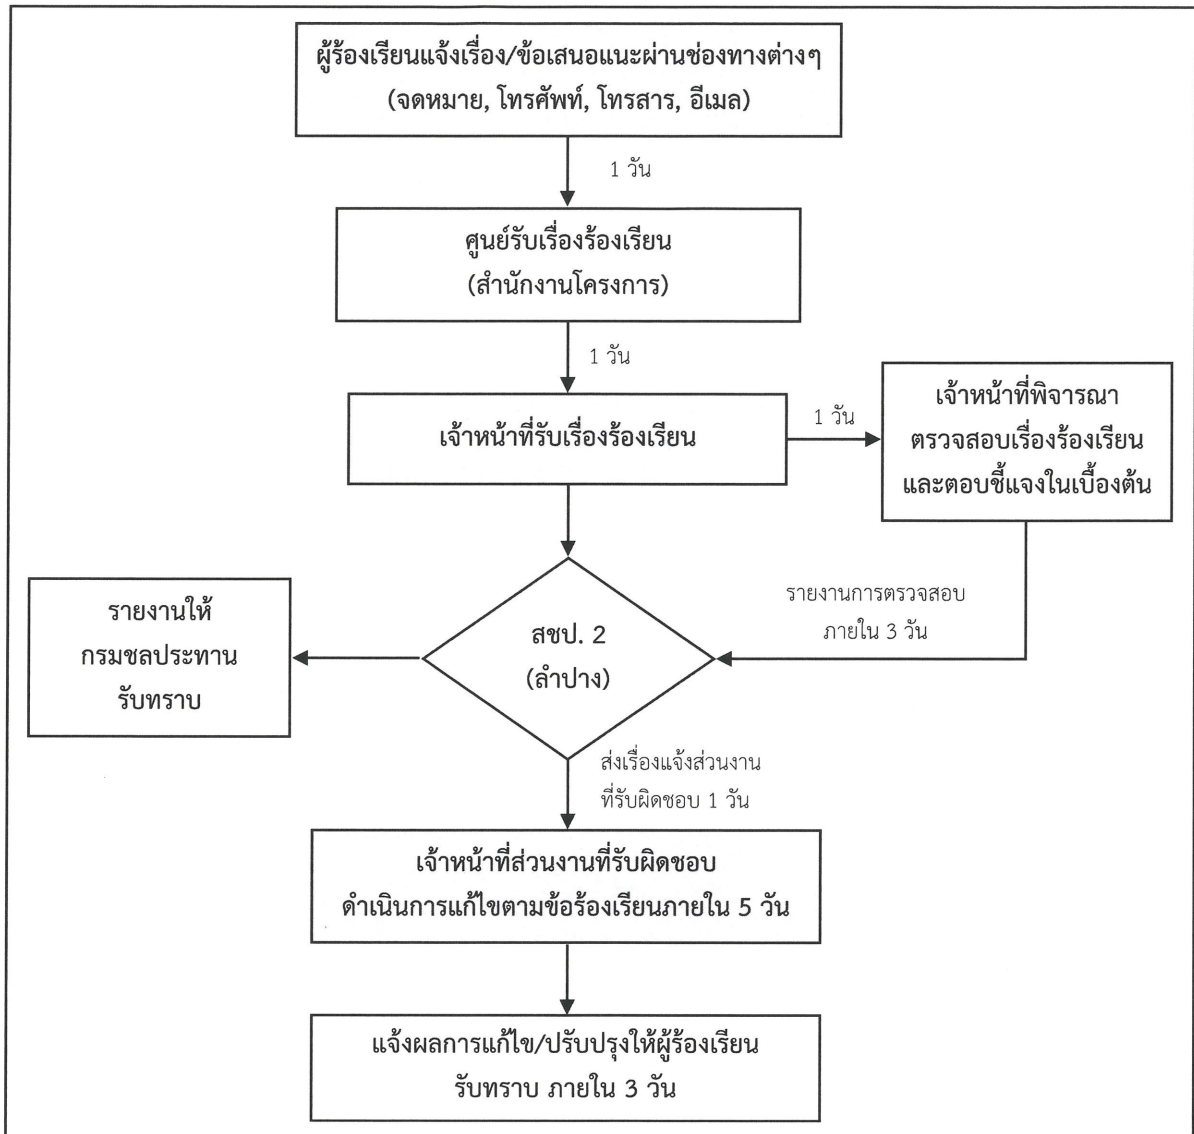 ผู้ร้องเรียนแจ้งเรื่อง/ข้อเสนอแนะผ่านช่องทางต่างๆ
(จดหมาย, โทรศัพท์, โทรสาร, อีเมล)
1 วัน
ศูนย์รับเรื่องร้องเรียน
(สำนักงานโครงการ)
1 วัน
เจ้าหน้าที่รับเรื่องร้องเรียน
1 วัน
เจ้าหน้าที่พิจารณา
ตรวจสอบเรื่องร้องเรียน
และตอบชี้แจงในเบื้องต้น
รายงานการตรวจสอบ
ภายใน 3 วัน
สชป. 2
(ลำปาง)
รายงานให้
กรมชลประทาน
รับทราบ
ส่งเรื่องแจ้งส่วนงาน
ที่รับผิดชอบ 1 วัน
เจ้าหน้าที่ส่วนงานที่รับผิดชอบ
ดำเนินการแก้ไขตามข้อร้องเรียนภายใน 5 วัน
แจ้งผลการแก้ไข/ปรับปรุงให้ผู้ร้องเรียน
รับทราบ ภายใน 3 วัน